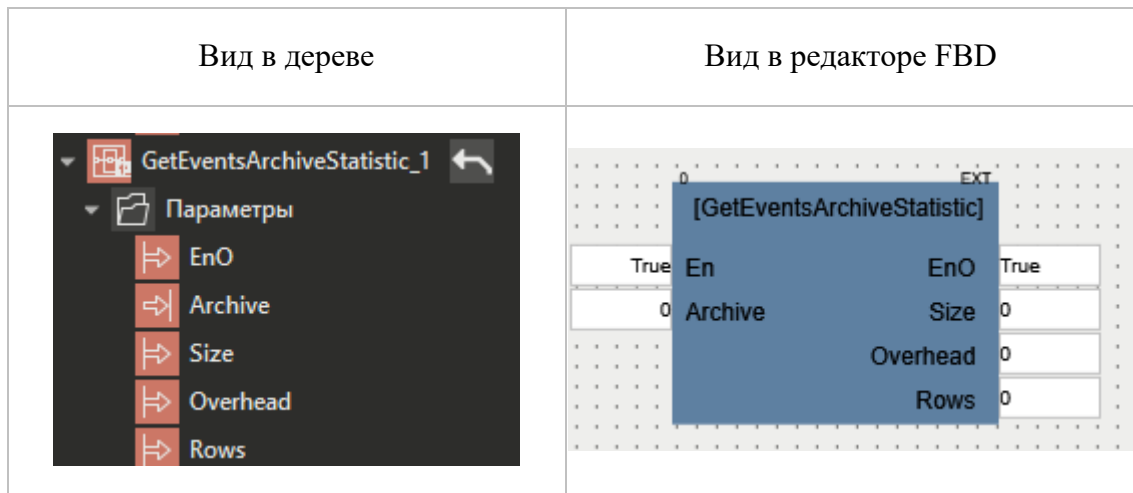 Вид в дереве
Вид в редакторе FBD
GetEventsArchiveStatistic_1
Параметры
EnO
Archive
Size
Overhead
Rows
0 EXT
[GetEventsArchiveStatistic]
True En EnO True
0 Archive Size 0
Overhead 0
Rows 0